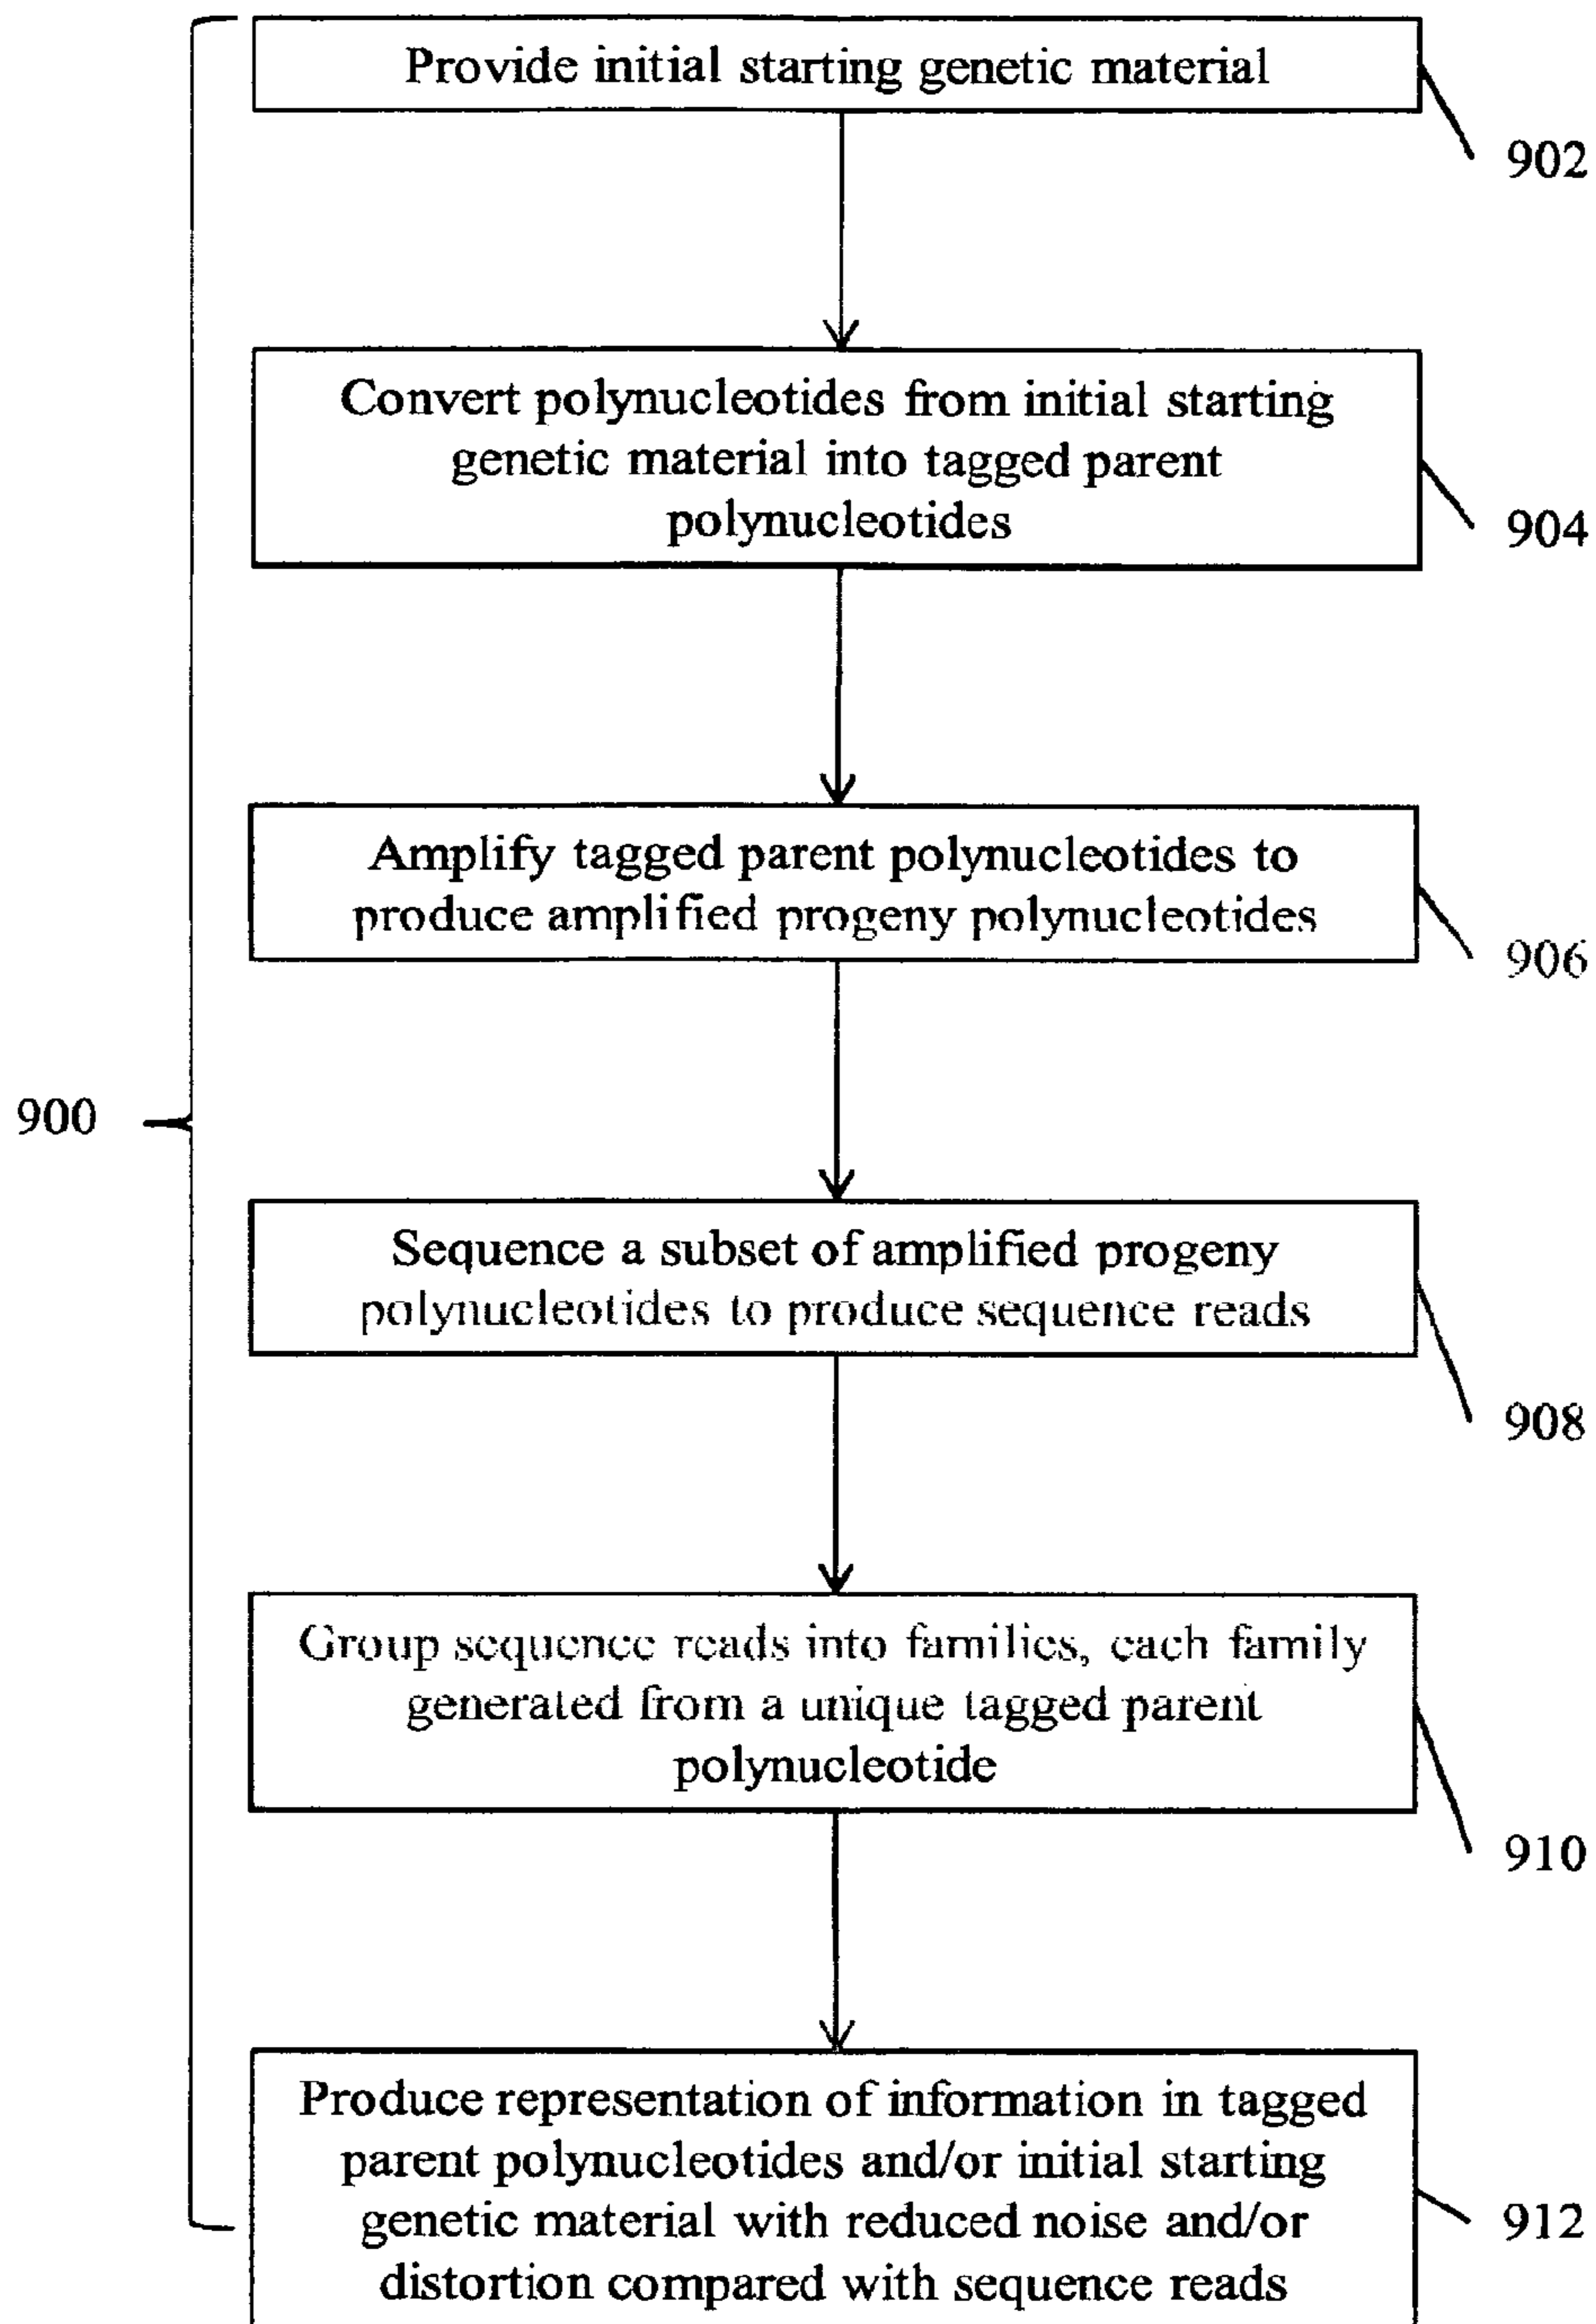 Provide initial starting genetic material
902
Convert polynucleotides from initial starting
genetic material into tagged parent
polynucleotides
904
Amplify tagged parent polynucleotides to
produce amplified progeny polynucleotides
906
900
Sequence a subset of amplified progeny
polynucleotides to produce sequence reads
908
Group sequence reads into families, each family
generated from a unique tagged parent
polynucleotide
910
Produce representation of information in tagged
parent polynucleotides and/or initial starting
genetic material with reduced noise and/or
distortion compared with sequence reads
912